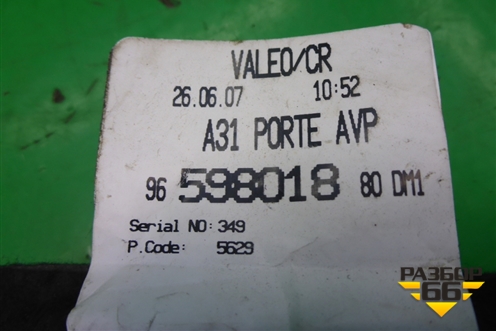 VALEO/CR
26.06.07 10:52
A31 PORTE AVP
96 598018 80 DM1
Serial NO: 349
P.Code: 5629
РАЗБОР
66